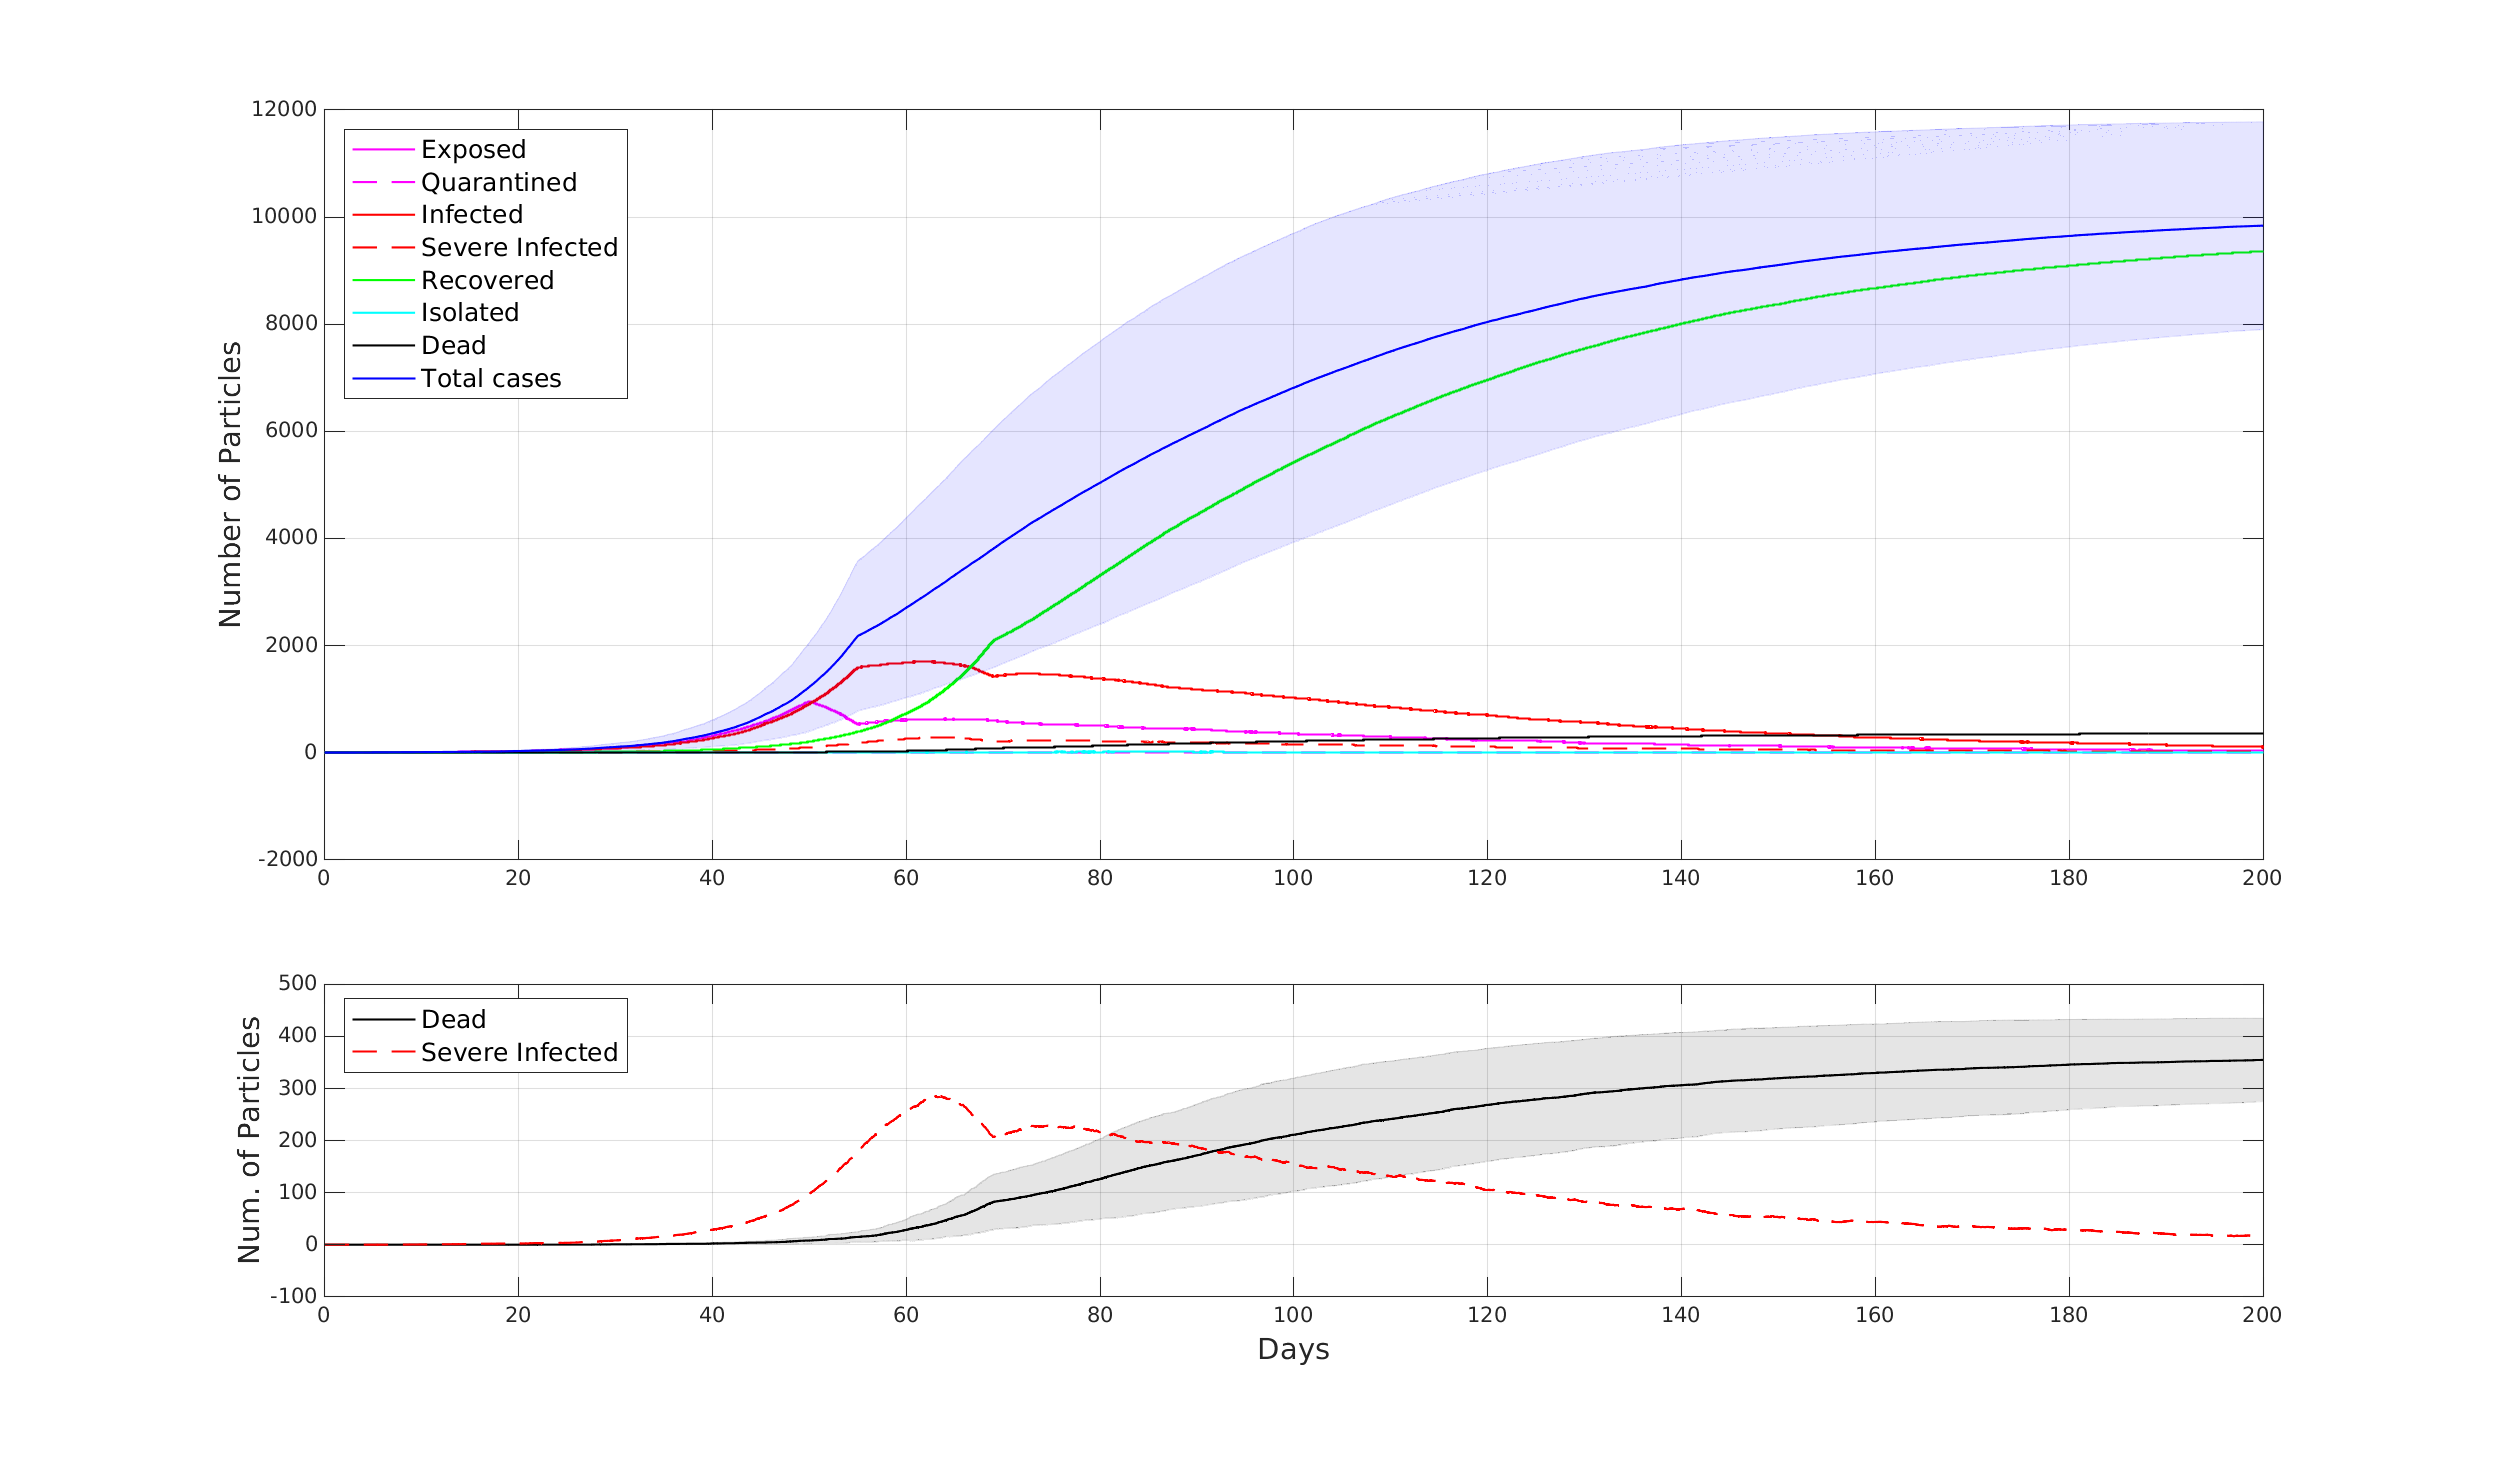 12000
10000
8000
6000
4000
2000
0
-2000
Number of Particles
Exposed
Quarantined
Infected
Severe Infected
Recovered
Isolated
Dead
Total cases
0 20 40 60 80 100 120 140 160 180 200
500
400
300
200
100
0
-100
Num. of Particles
Dead
Severe Infected
0 20 40 60 80 100 120 140 160 180 200
Days